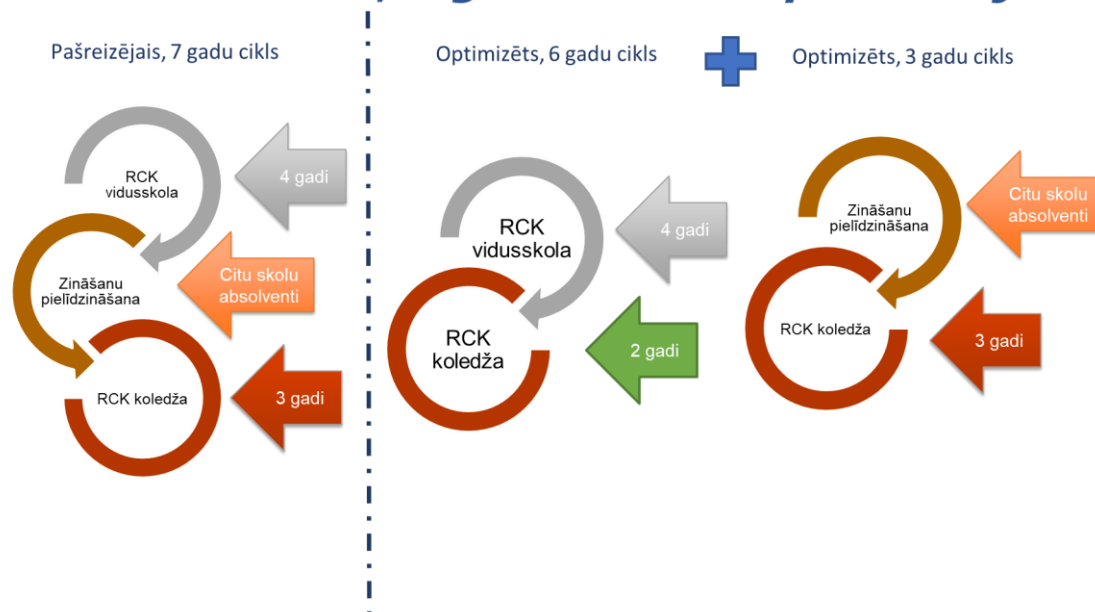 Pašreizējais, 7 gadu cikls
RCK
vidusskola
4 gadi
Zināšanu
pielīdzināšana
Citu skolu
absolventi
RCK koledža
3 gadi
Optimizēts, 6 gadu cikls
RCK
vidusskola
4 gadi
RCK
koledža
2 gadi
Optimizēts, 3 gadu cikls
Zināšanu
pielīdzināšana
Citu skolu
absolventi
RCK koledža
3 gadi